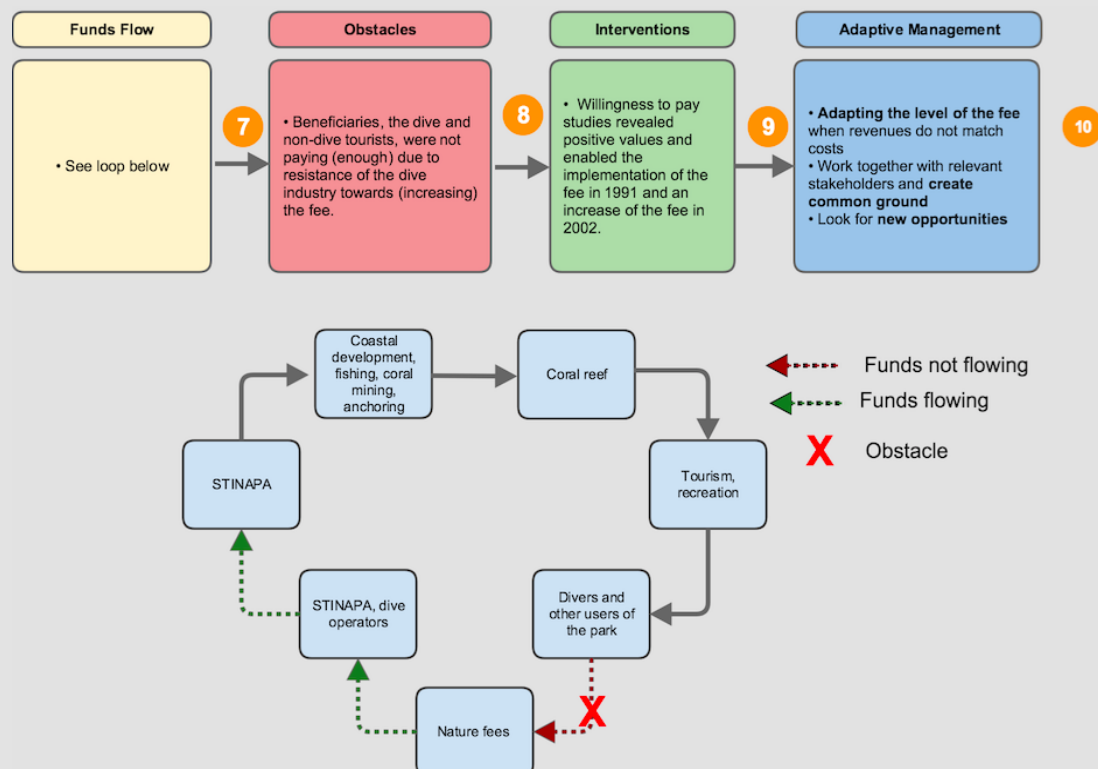 Funds Flow
Obstacles
Interventions
Adaptive Management
• See loop below
7
• Beneficiaries, the dive and
non-dive tourists, were not
paying (enough) due to
resistance of the dive
industry towards (increasing)
the fee.
8
• Willingness to pay
studies revealed
positive values and
enabled the
implementation of the
fee in 1991 and an
increase of the fee in
2002.
9
• Adapting the level of the fee
when revenues do not match
costs
• Work together with relevant
stakeholders and create
common ground
• Look for new opportunities
10
Coastal
development,
fishing, coral
mining,
anchoring
Coral reef
Funds not flowing
Funds flowing
X
Obstacle
STINAPA
Tourism,
recreation
STINAPA, dive
operators
Divers and
other users of
the park
X
Nature fees